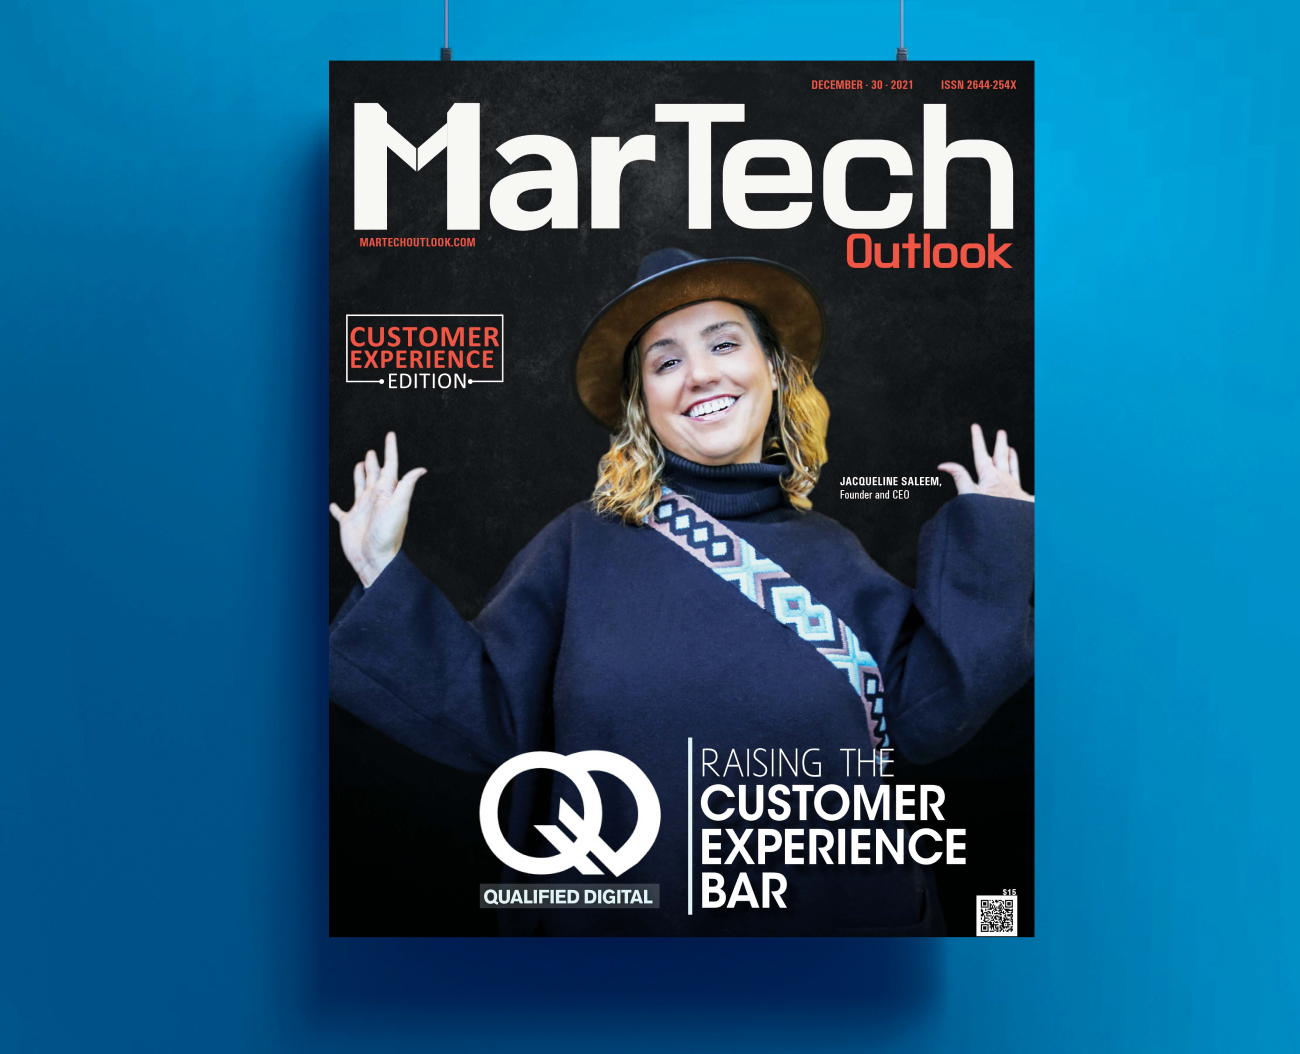 DECEMBER - 30 - 2021 ISSN 2644-254X
MarTech
MARTECHOUTLOOK.COM
Outlook
CUSTOMER
EXPERIENCE
EDITION
JACQUELINE SALEEM,
Founder and CEO
QD
QUALIFIED DIGITAL
RAISING THE
CUSTOMER
EXPERIENCE
BAR
$15